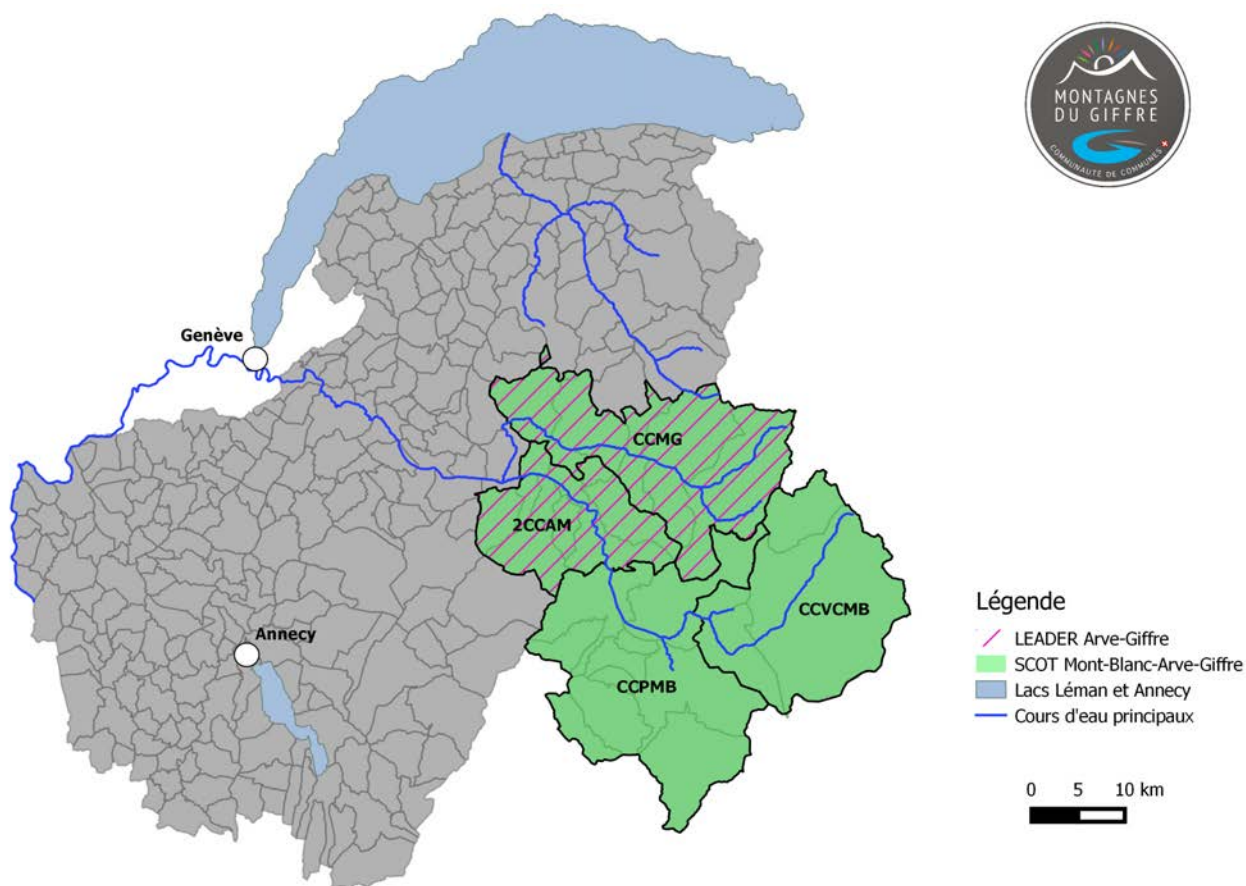 MONTAGNES
DU GIFFRE
COMMUNAUTÉ DE COMMUNES
Genève
CCMG
2CCAM
CCVCMB
Annecy
CCPMB
Légende
LEADER Arve-Giffre
SCOT Mont-Blanc-Arve-Giffre
Lacs Léman et Annecy
Cours d'eau principaux
0 5 10 km